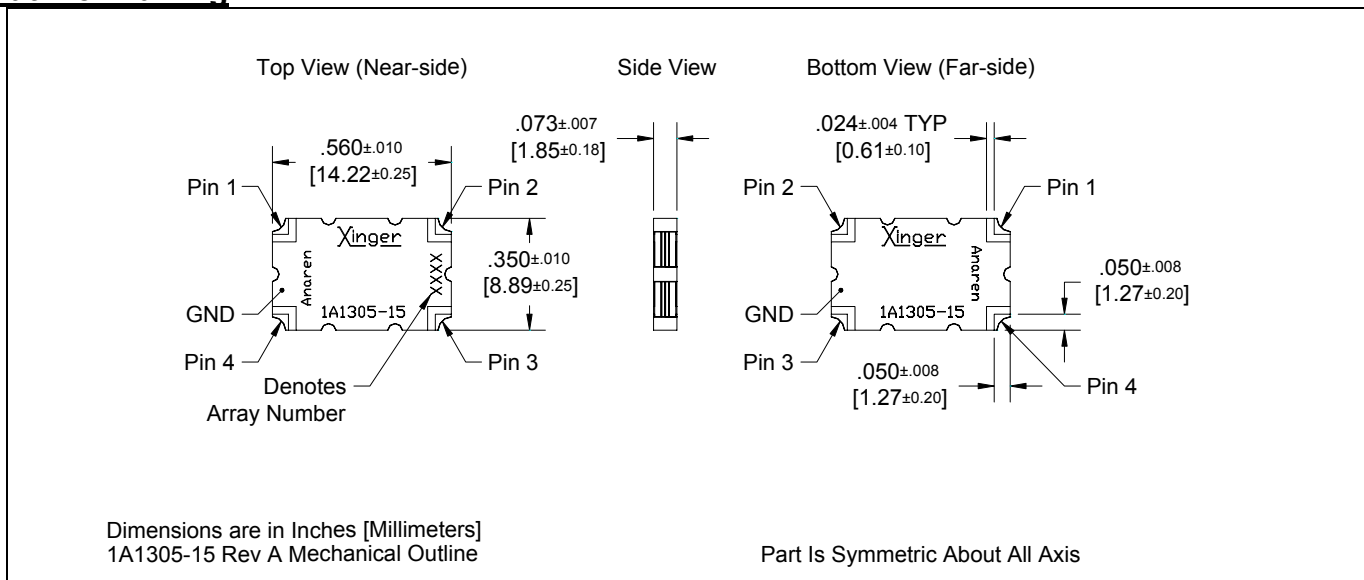 Top View (Near-side)
Side View
Bottom View (Far-side)
.560±.010
[14.22±0.25]
.073±.007
[1.85±0.18]
.024±.004 TYP
[0.61±0.10]
Pin 1
Pin 2
Pin 2
Pin 1
Xinger
Anaren
XXXX
1A1305-15
.350±.010
[8.89±0.25]
Xinger
Anaren
1A1305-15
.050±.008
[1.27±0.20]
GND
GND
Pin 4
Pin 3
Pin 3
Pin 4
Denotes
Array Number
.050±.008
[1.27±0.20]
Dimensions are in Inches [Millimeters]
1A1305-15 Rev A Mechanical Outline
Part Is Symmetric About All Axis